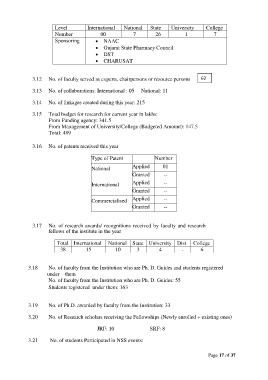 Level International National State University College
Number 00 7 26 1 7
Sponsoring • NAAC
• Gujarat State Pharmacy Council
• DST
• CHARUSAT
3.12 No. of faculty served as experts, chairpersons or resource persons 62
3.13 No. of collaborations: International : 05 National: 11
3.14 No. of linkages created during this year: 215
3.15 Total budget for research for current year in lakhs:
From Funding agency: 341.5
From Management of University/College (Budgeted Amount): 147.5
Total: 489
3.16 No. of patents received this year
Type of Patent Number
National Applied 01
Granted --
International Applied --
Granted --
Commercialised Applied --
Granted --
3.17 No. of research awards/ recognitions received by faculty and research
fellows of the institute in the year
Total International National State University Dist College
38 15 10 3 4 - 6
3.18 No. of faculty from the Institution who are Ph. D. Guides and students registered
under them
No. of faculty from the Institution who are Ph. D. Guides: 55
Students registered under them: 163
3.19 No. of Ph.D. awarded by faculty from the Institution: 33
3.20 No. of Research scholars receiving the Fellowships (Newly enrolled + existing ones)
JRF: 10 SRF: 8
3.21 No. of students Participated in NSS events:
Page 17 of 37